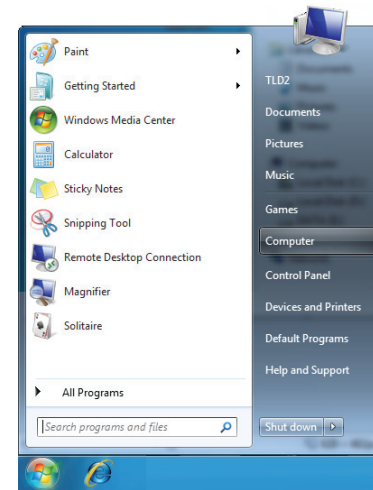 Paint
Getting Started
Windows Media Center
Calculator
Sticky Notes
Snipping Tool
Remote Desktop Connection
Magnifier
Solitaire
All Programs
Search programs and files
TLD2
Documents
Pictures
Music
Games
Computer
Control Panel
Devices and Printers
Default Programs
Help and Support
Shut down